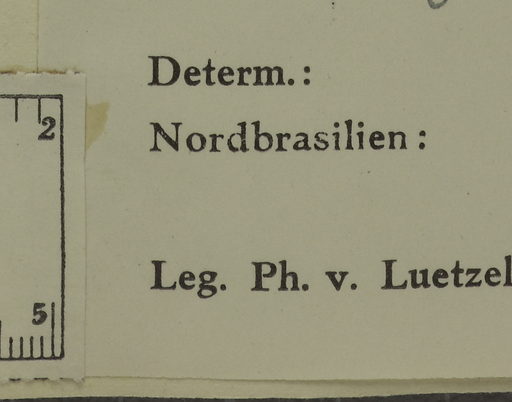 Determ.:
2
Nordbrasilien:
Leg. Ph. v. Luetzel
5